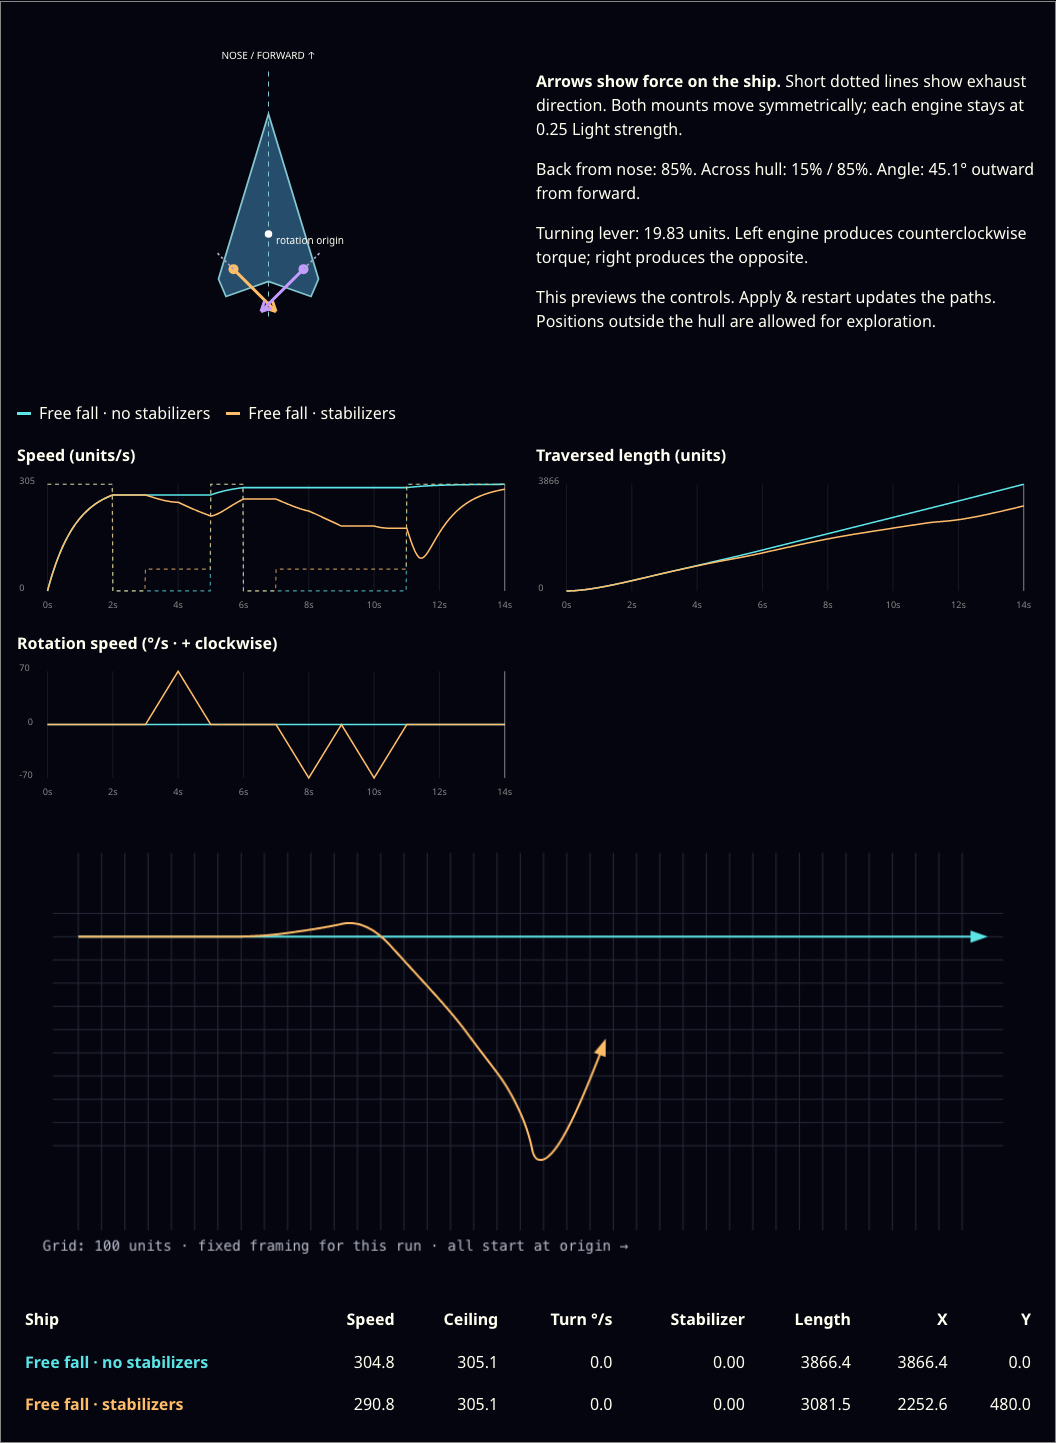 NOSE / FORWARD ↑
rotation origin
Arrows show force on the ship. Short dotted lines show exhaust
direction. Both mounts move symmetrically; each engine stays at
0.25 Light strength.
Back from nose: 85%. Across hull: 15% / 85%. Angle: 45.1° outward
from forward.
Turning lever: 19.83 units. Left engine produces counterclockwise
torque; right produces the opposite.
This previews the controls. Apply & restart updates the paths.
Positions outside the hull are allowed for exploration.
Free fall · no stabilizers Free fall · stabilizers
Speed (units/s)
305
0
0s 2s 4s 6s 8s 10s 12s 14s
Traversed length (units)
3866
0
0s 2s 4s 6s 8s 10s 12s 14s
Rotation speed (°/s · + clockwise)
70
0
-70
0s 2s 4s 6s 8s 10s 12s 14s
Grid: 100 units · fixed framing for this run · all start at origin →
Ship Speed Ceiling Turn °/s Stabilizer Length X Y
Free fall · no stabilizers 304.8 305.1 0.0 0.00 3866.4 3866.4 0.0
Free fall · stabilizers 290.8 305.1 0.0 0.00 3081.5 2252.6 480.0